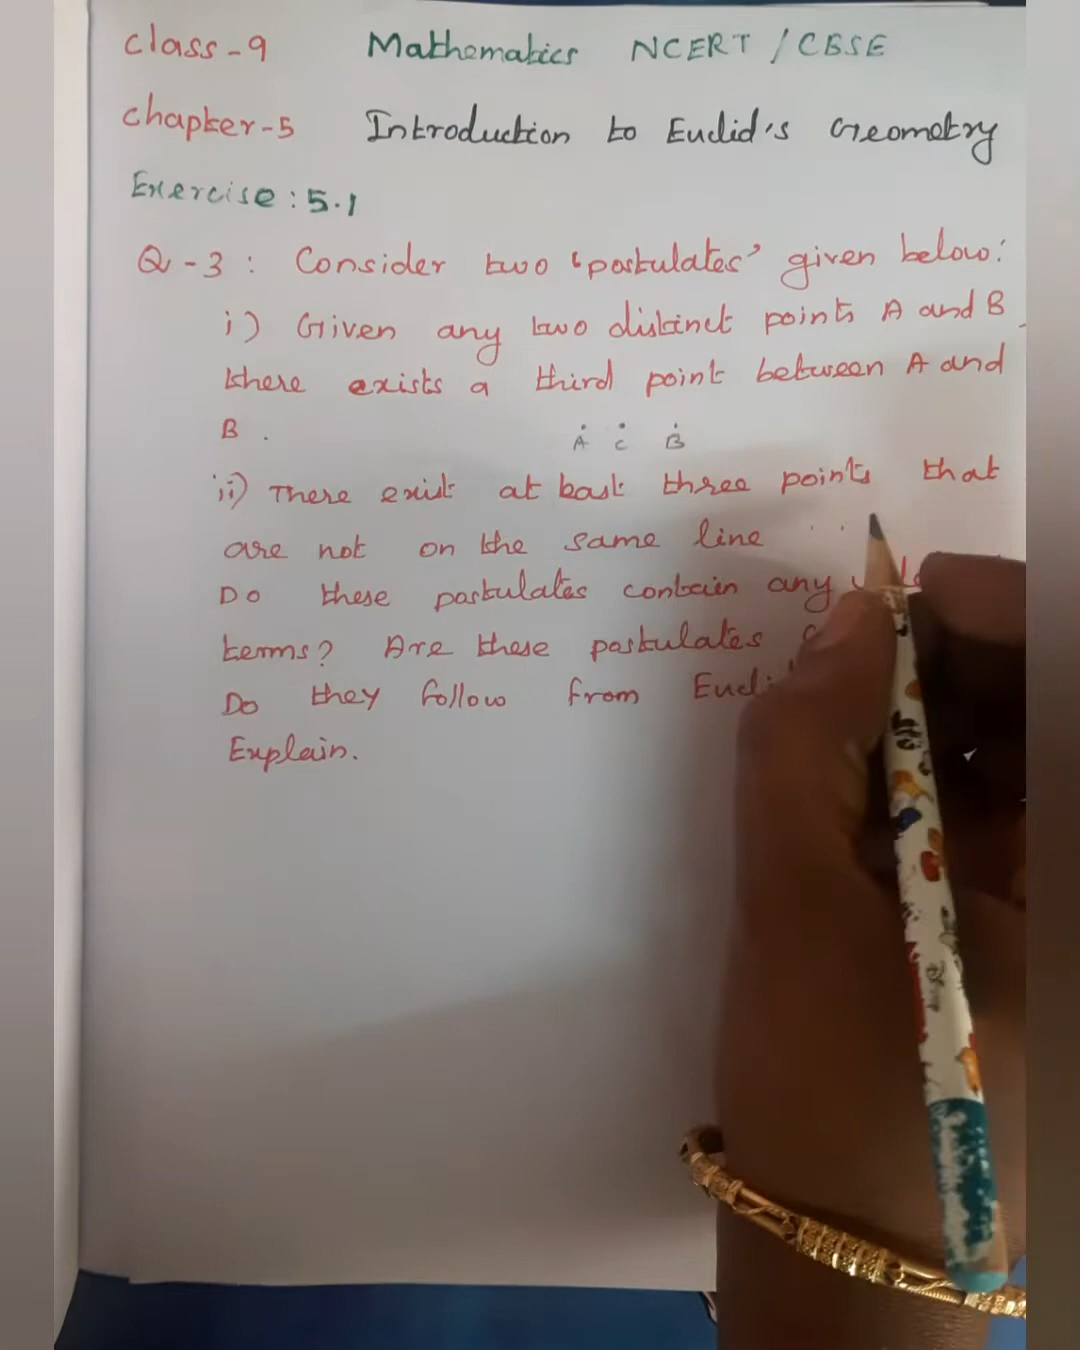 class-9 Mathematics NCERT / CBSE
chapter-5 Introduction to Euclid's Geometry
Exercise: 5.1
Q-3: Consider two 'postulates' given below:
i) Given any two distinct points A and B,
there exists a third point between A and
B.
A C B
ii) There exist at least three points that
are not on the same line
Do these postulates contain any
terms? Are these postulates
Do they follow from
Explain.